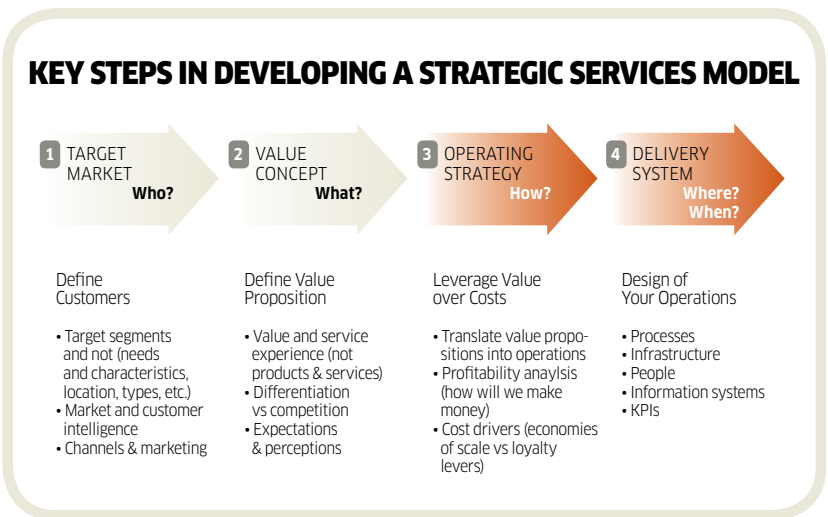 KEY STEPS IN DEVELOPING A STRATEGIC SERVICES MODEL
1 TARGET
MARKET
Who?
2 VALUE
CONCEPT
What?
3 OPERATING
STRATEGY
How?
4 DELIVERY
SYSTEM
Where?
When?
Define
Customers
• Target segments
and not (needs
and characteristics,
location, types, etc.)
• Market and customer
intelligence
• Channels & marketing
Define Value
Proposition
• Value and service
experience (not
products & services)
• Differentiation
vs competition
• Expectations
& perceptions
Leverage Value
over Costs
• Translate value propo-
sitions into operations
• Profitability anaylsis
(how will we make
money)
• Cost drivers (economies
of scale vs loyalty
levers)
Design of
Your Operations
• Processes
• Infrastructure
• People
• Information systems
• KPIs